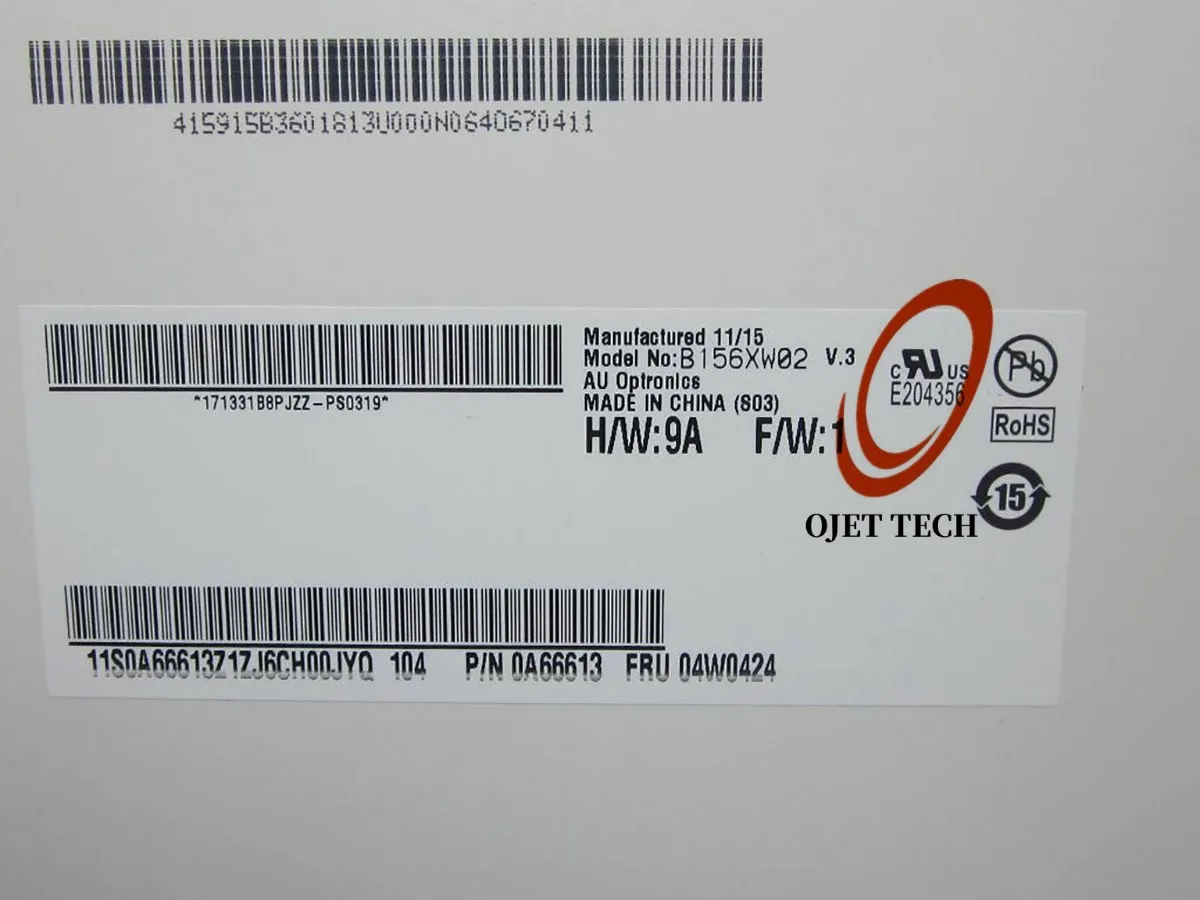 415915B3601813U000N0640670411
Manufactured 11/15
Model No:B156XW02 V.3
AU Optronics
MADE IN CHINA (S03)
H/W:9A F/W:1
*171331B8PJZZ-PS0319*
c RU US
E204356
Pb
RoHS
15
OJET TECH
11S0A66613Z1ZJ6CH00JYQ 104 P/N 0A66613 FRU 04W0424